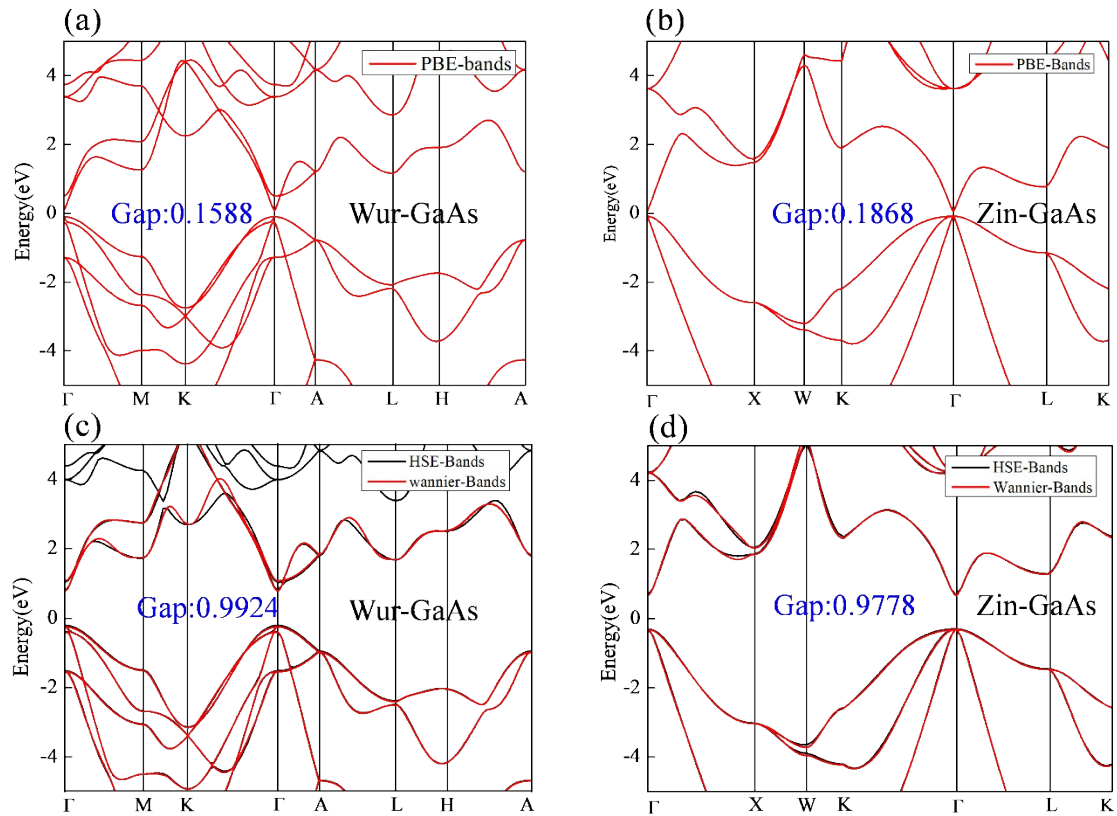 (a)
PBE-bands
Energy(eV)
4
2
0
-2
-4
Gap:0.1588
Wur-GaAs
Γ M K Γ A L H A
(b)
PBE-Bands
Energy(eV)
4
2
0
-2
-4
Gap:0.1868
Zin-GaAs
Γ X W K Γ L K
(c)
HSE-Bands
wannier-Bands
Energy(eV)
4
2
0
-2
-4
Gap:0.9924
Wur-GaAs
Γ M K Γ A L H A
(d)
HSE-Bands
Wannier-Bands
Energy(eV)
4
2
0
-2
-4
Gap:0.9778
Zin-GaAs
Γ X W K Γ L K